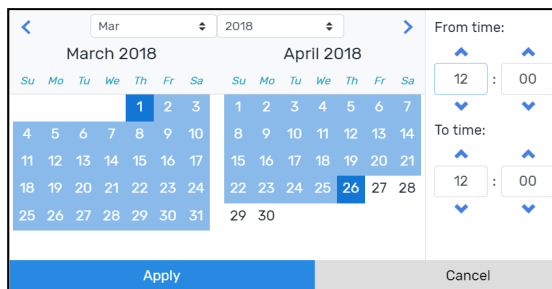 Mar 2018
March 2018 April 2018
Su Mo Tu We Th Fr Sa Su Mo Tu We Th Fr Sa
1 2 3 1 2 3 4 5 6 7
4 5 6 7 8 9 10 8 9 10 11 12 13 14
11 12 13 14 15 16 17 15 16 17 18 19 20 21
18 19 20 21 22 23 24 22 23 24 25 26 27 28
25 26 27 28 29 30 31 29 30
From time:
12 : 00
To time:
12 : 00
Apply Cancel